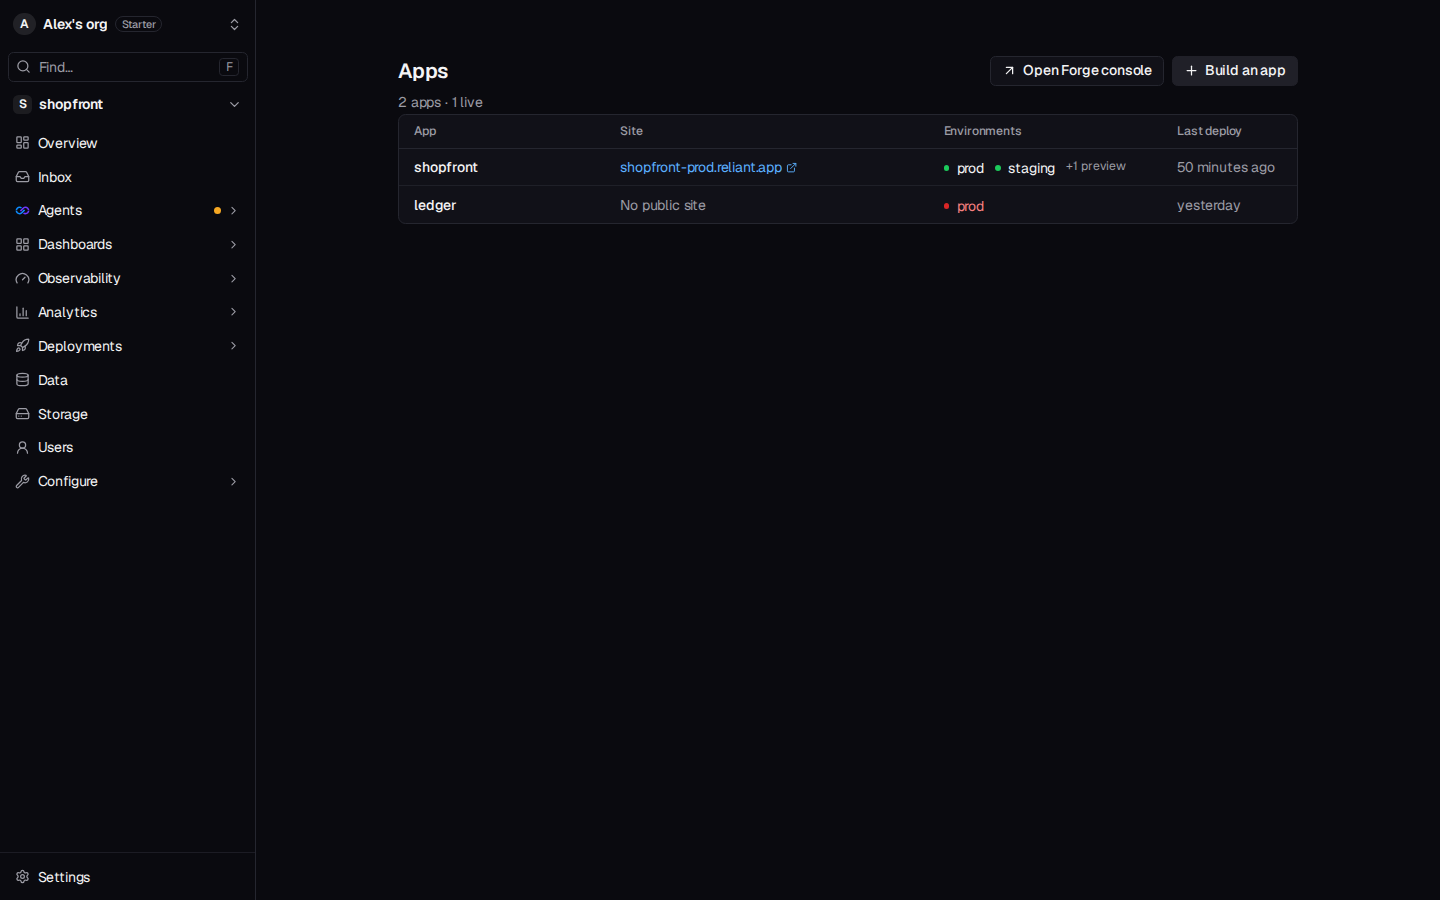 A Alex's org Starter
Find... F
S shopfront
Overview
Inbox
Agents
Dashboards
Observability
Analytics
Deployments
Data
Storage
Users
Configure
Settings
Apps
Open Forge console
Build an app
2 apps · 1 live
App Site Environments Last deploy
shopfront shopfront-prod.reliant.app prod staging +1 preview 50 minutes ago
ledger No public site prod yesterday